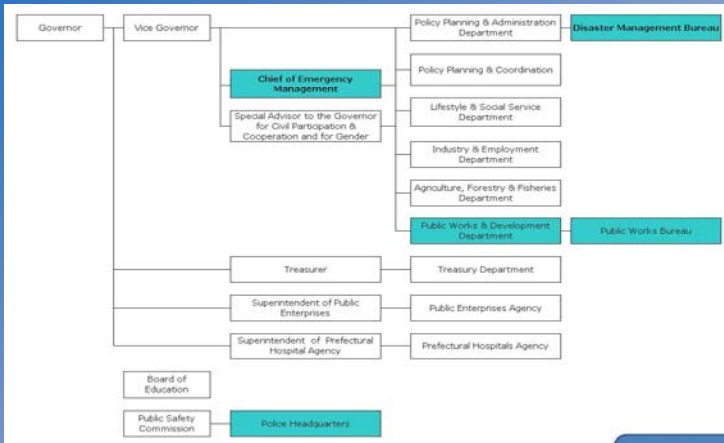 Governor
Vice Governor
Policy Planning & Administration
Department
Disaster Management Bureau
Chief of Emergency
Management
Policy Planning & Coordination
Special Advisor to the Governor
for Civil Participation &
Cooperation and for Gender
Lifestyle & Social Service
Department
Industry & Employment
Department
Agriculture, Forestry & Fisheries
Department
Public Works & Development
Department
Public Works Bureau
Treasurer
Treasury Department
Superintendent of Public
Enterprises
Public Enterprises Agency
Superintendent of Prefectural
Hospital Agency
Prefectural Hospitals Agency
Board of
Education
Public Safety
Commission
Police Headquarters